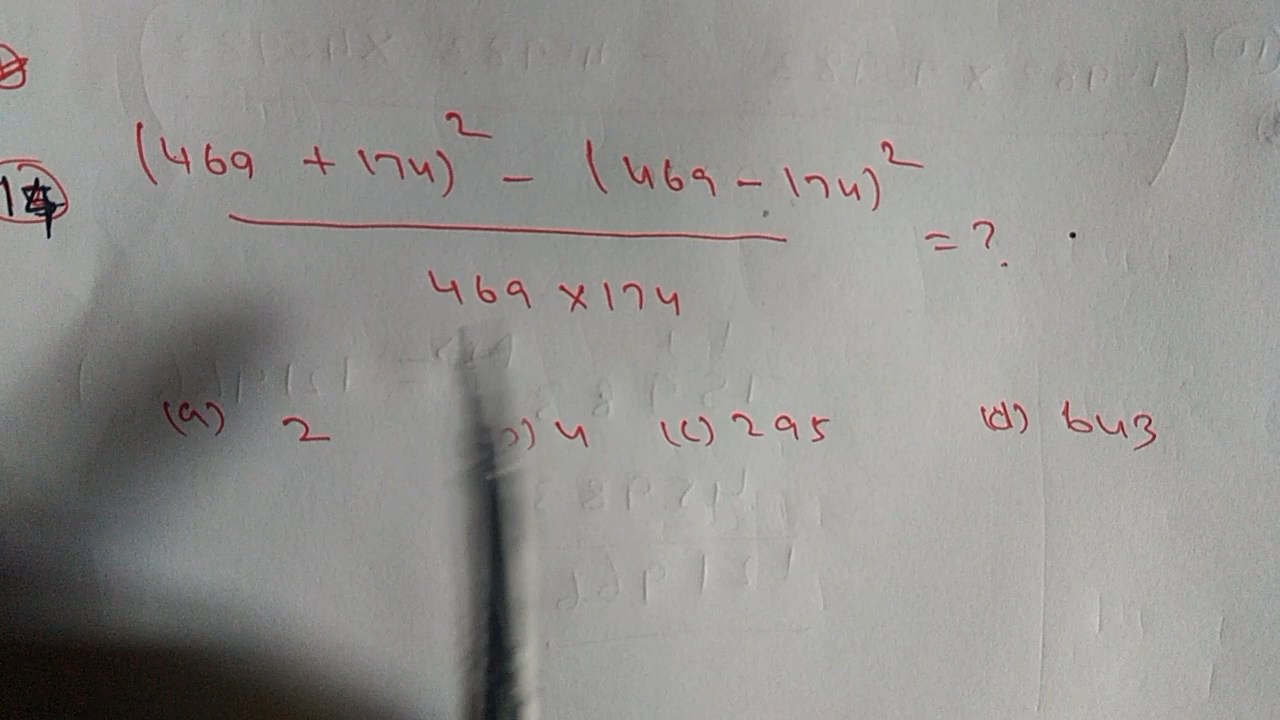 (469 + 174)² - (469 - 174)²
14 = ?
469 x 174
(a) 2 b) 4 (c) 295 (d) 643